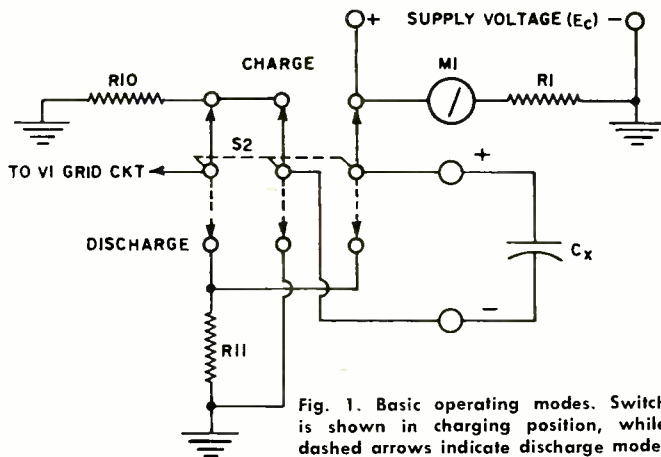 + SUPPLY VOLTAGE (Ec) −
CHARGE
M1
R10
R1
S2
TO V1 GRID CKT
+
DISCHARGE
Cx
−
R11
Fig. 1. Basic operating modes. Switch
is shown in charging position, while
dashed arrows indicate discharge mode.